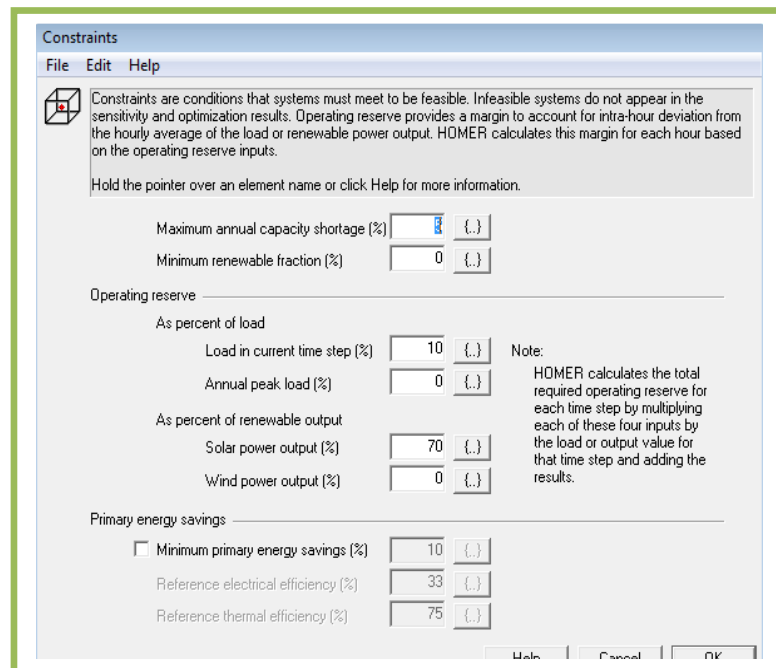 Constraints
File Edit Help
Constraints are conditions that systems must meet to be feasible. Infeasible systems do not appear in the
sensitivity and optimization results. Operating reserve provides a margin to account for intra-hour deviation from
the hourly average of the load or renewable power output. HOMER calculates this margin for each hour based
on the operating reserve inputs.
Hold the pointer over an element name or click Help for more information.
Maximum annual capacity shortage (%) {..}
Minimum renewable fraction (%) 0 {..}
Operating reserve
As percent of load
Load in current time step (%) 10 {..}
Annual peak load (%) 0 {..}
As percent of renewable output
Solar power output (%) 70 {..}
Wind power output (%) 0 {..}
Note:
HOMER calculates the total
required operating reserve for
each time step by multiplying
each of these four inputs by
the load or output value for
that time step and adding the
results.
Primary energy savings
Minimum primary energy savings (%) 10 {..}
Reference electrical efficiency (%) 33 {..}
Reference thermal efficiency (%) 75 {..}
Help Cancel OK